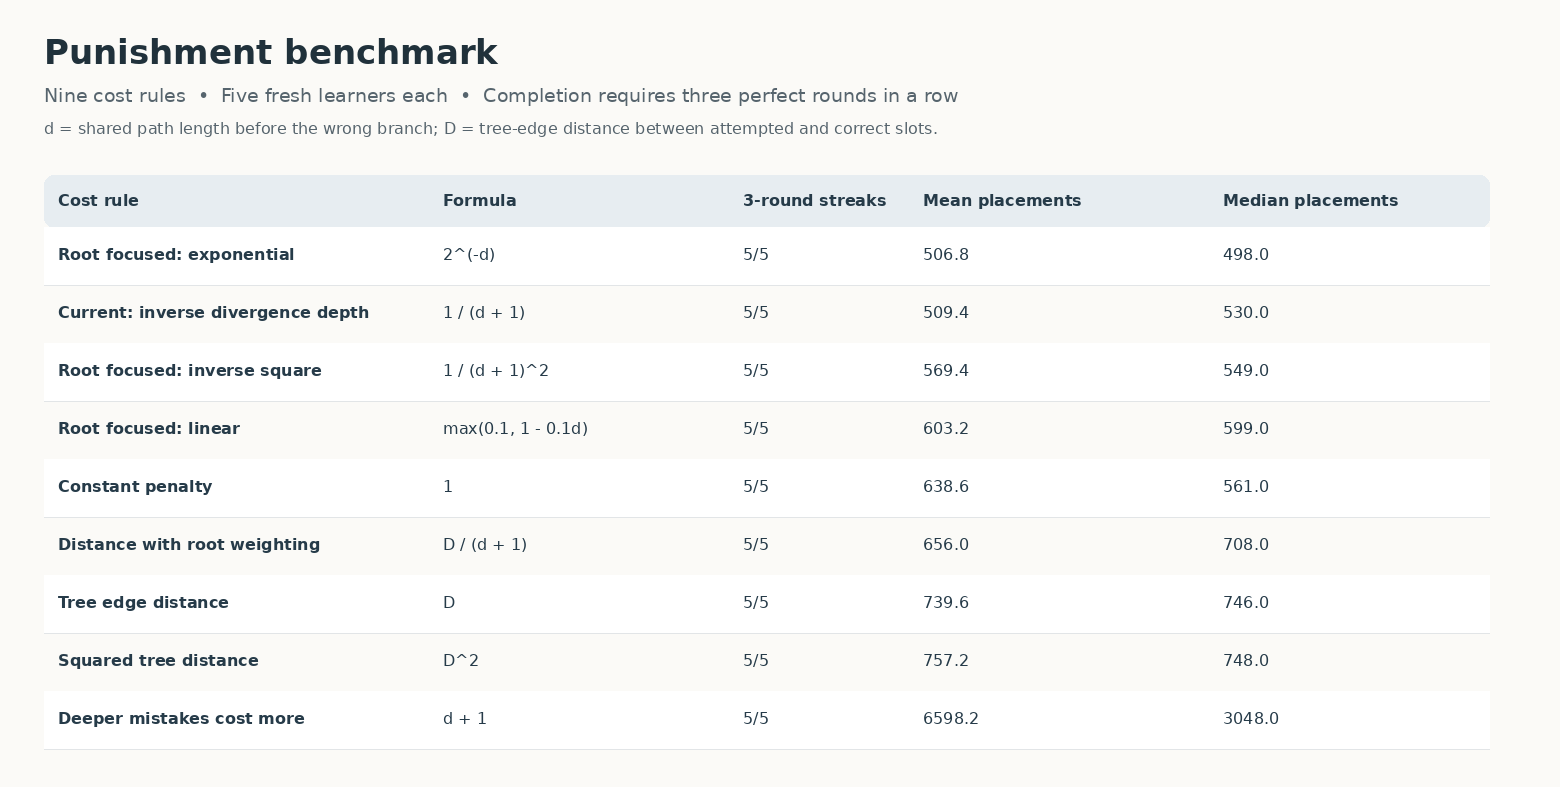 Punishment benchmark
Nine cost rules • Five fresh learners each • Completion requires three perfect rounds in a row
d = shared path length before the wrong branch; D = tree-edge distance between attempted and correct slots.
Cost rule Formula 3-round streaks Mean placements Median placements
Root focused: exponential 2^(-d) 5/5 506.8 498.0
Current: inverse divergence depth 1 / (d + 1) 5/5 509.4 530.0
Root focused: inverse square 1 / (d + 1)^2 5/5 569.4 549.0
Root focused: linear max(0.1, 1 - 0.1d) 5/5 603.2 599.0
Constant penalty 1 5/5 638.6 561.0
Distance with root weighting D / (d + 1) 5/5 656.0 708.0
Tree edge distance D 5/5 739.6 746.0
Squared tree distance D^2 5/5 757.2 748.0
Deeper mistakes cost more d + 1 5/5 6598.2 3048.0